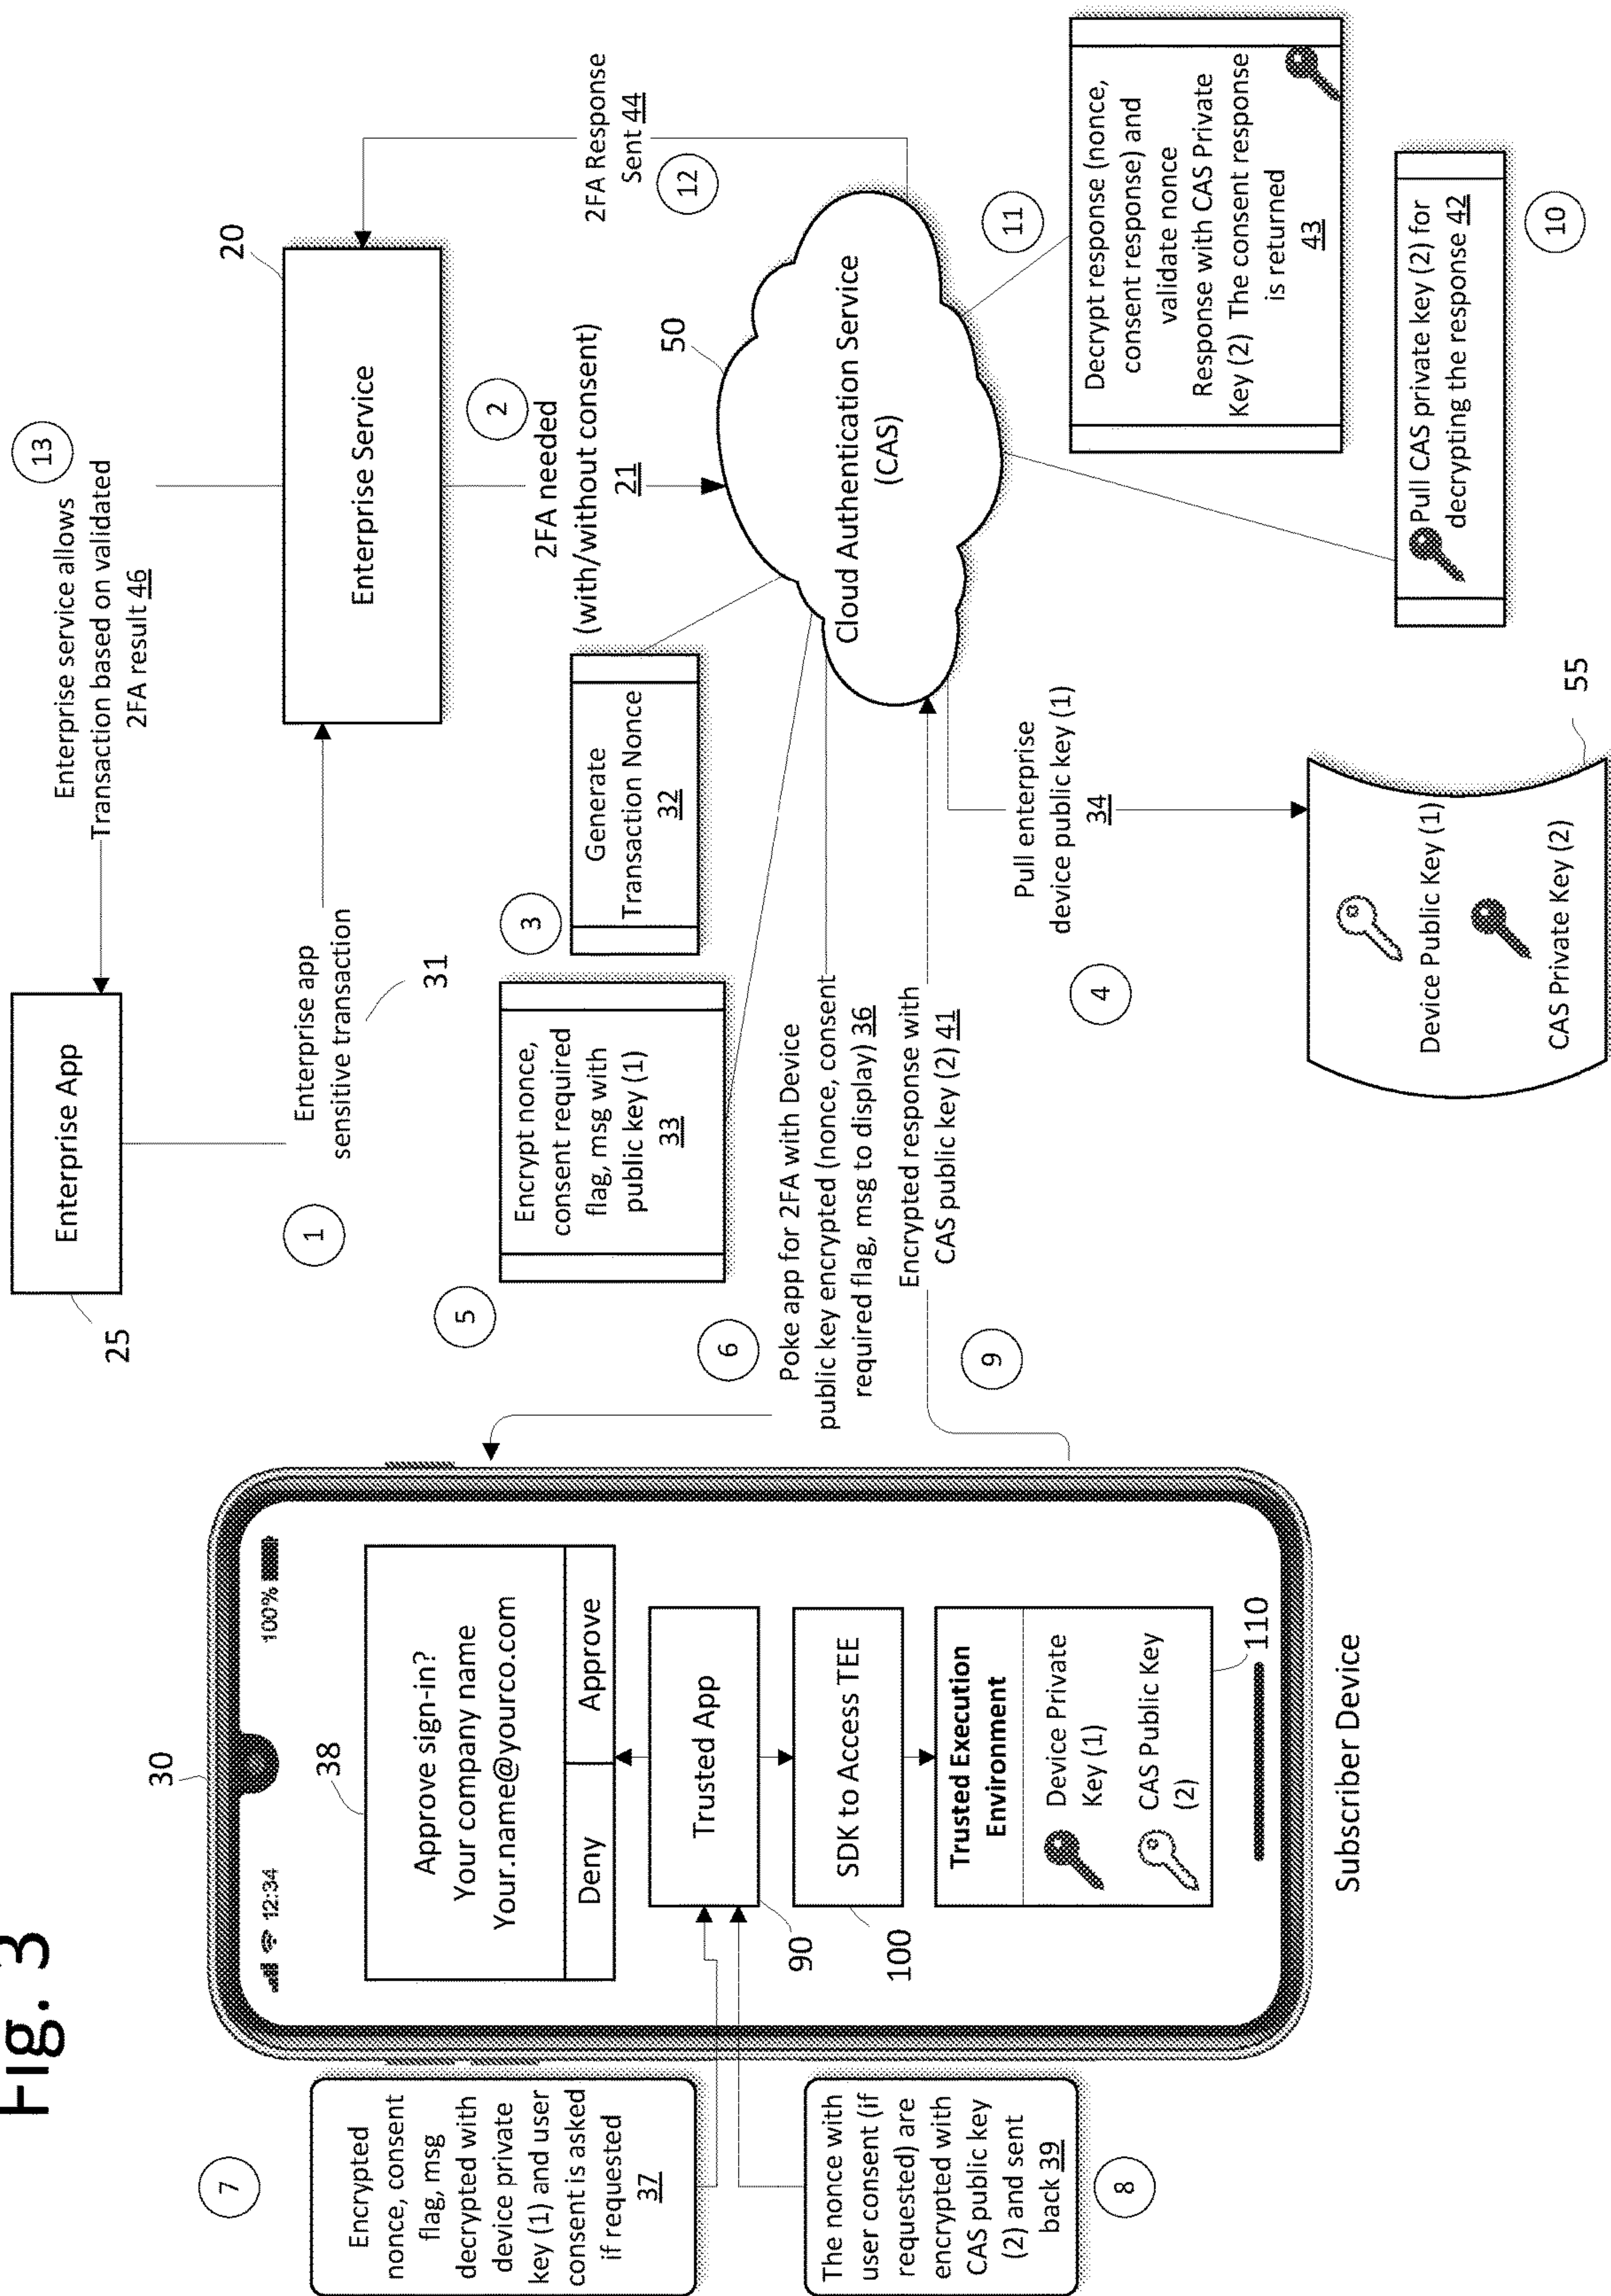 Fig. 3
7
Encrypted
nonce, consent
flag, msg
decrypted with
device private
key (1) and user
consent is asked
if requested
37
The nonce with
user consent (if
requested) are
encrypted with
CAS public key
(2) and sent
back 39
8
30
12:34
100%
38
Approve sign-in?
Your company name
Your.name@yourco.com
Deny
Approve
Trusted App
90
SDK to Access TEE
100
Trusted Execution
Environment
Device Private
Key (1)
CAS Public Key
(2)
110
Subscriber Device
25
Enterprise App
1
Enterprise app
sensitive transaction
31
13
Enterprise service allows
Transaction based on validated
2FA result 46
20
Enterprise Service
2
2FA needed
(with/without consent)
21
3
Generate
Transaction Nonce
32
5
Encrypt nonce,
consent required
flag, msg with
public key (1)
33
6
Poke app for 2FA with Device
public key encrypted (nonce, consent
required flag, msg to display) 36
Encrypted response with
CAS public key (2) 41
9
50
Cloud Authentication Service
(CAS)
2FA Response
Sent 44
12
4
Pull enterprise
device public key (1)
34
55
Device Public Key (1)
CAS Private Key (2)
11
Decrypt response (nonce,
consent response) and
validate nonce
Response with CAS Private
Key (2) The consent response
is returned
43
Pull CAS private key (2) for
decrypting the response 42
10